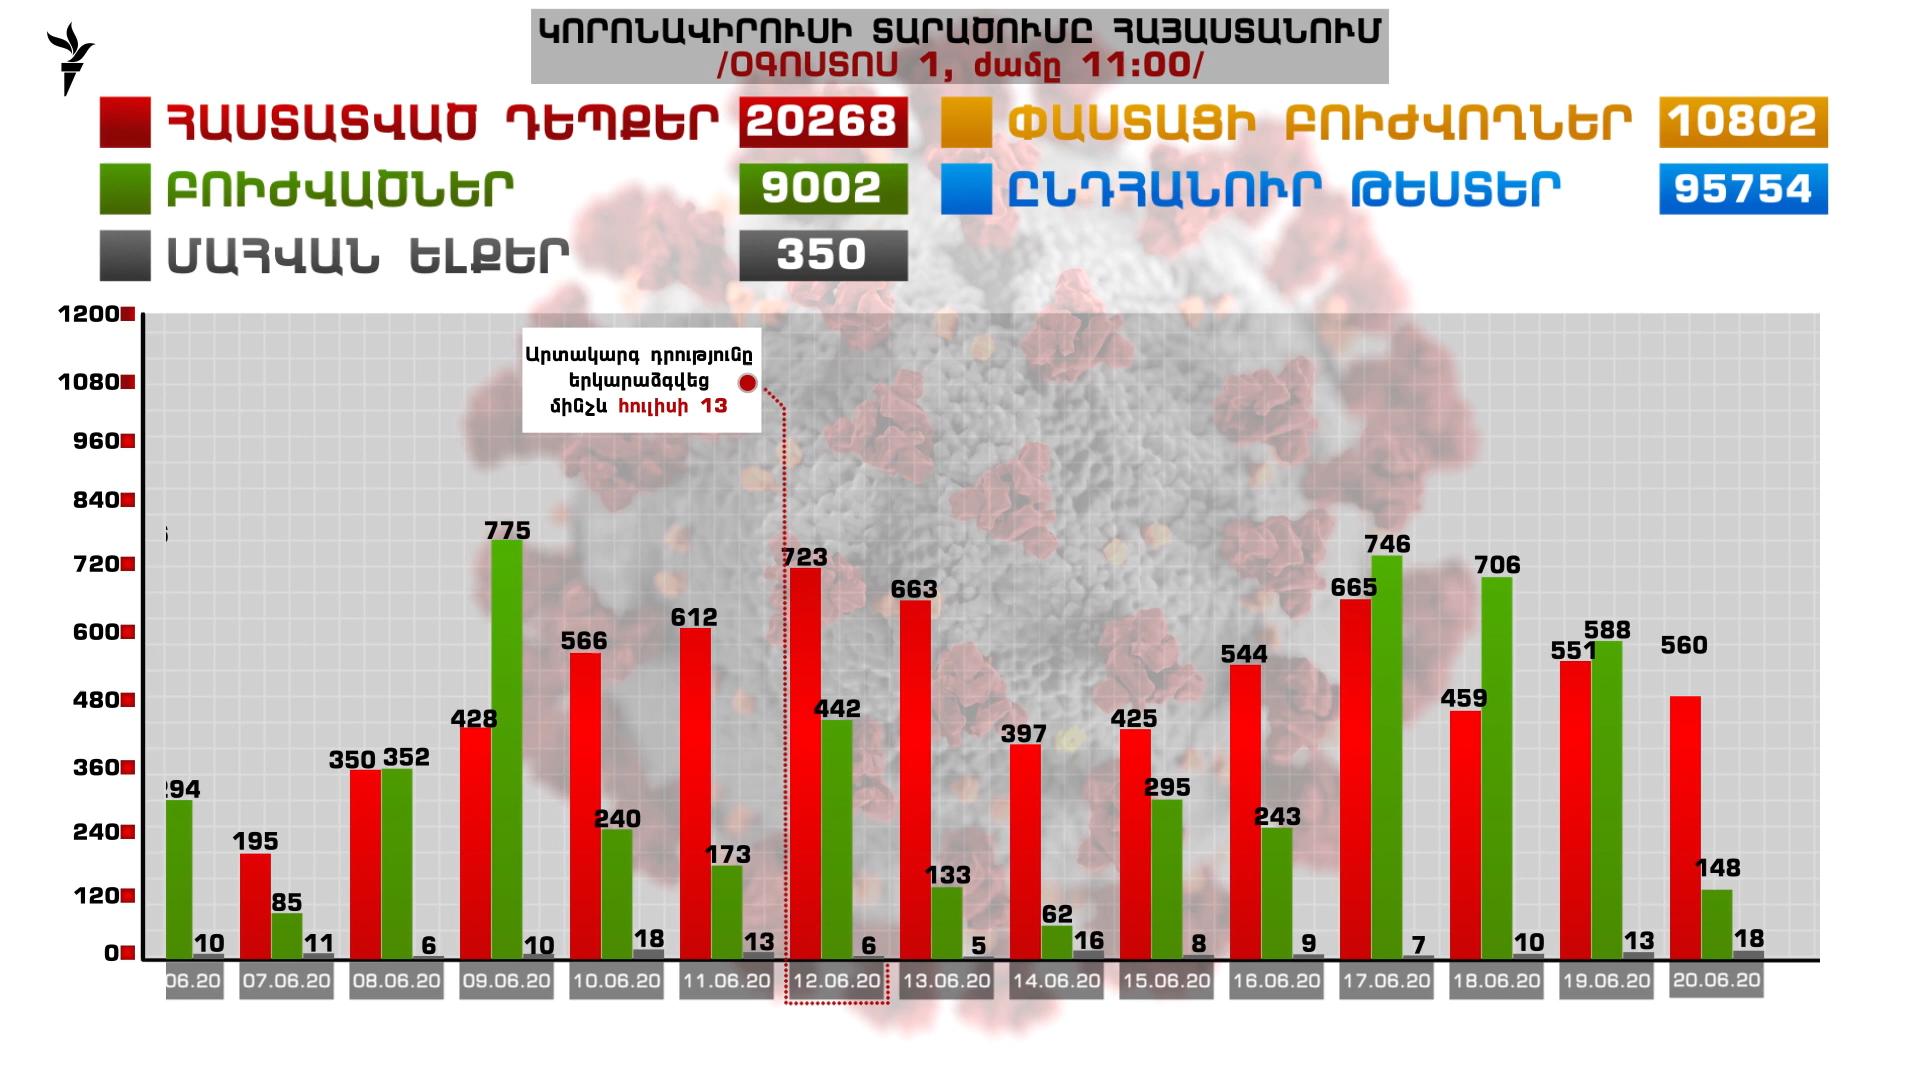 ԿՈՐՈՆԱՎԻՐՈՒՍԻ ՏԱՐԱԾՈՒՄԸ ՀԱՅԱՍՏԱՆՈՒՄ
/ՕԳՈՍՏՈՍ 1, ժամը 11:00/
ՀԱՍՏԱՏՎԱԾ ԴԵՊՔԵՐ 20268
ՓԱՍՏԱՑԻ ԲՈՒԺՎՈՂՆԵՐ 10802
ԲՈՒԺՎԱԾՆԵՐ 9002
ԸՆԴՀԱՆՈՒՐ ԹԵՍՏԵՐ 95754
ՄԱՀՎԱՆ ԵԼՔԵՐ 350
1200
1080
960
840
720
600
480
360
240
120
0
Արտակարգ դրությունը
երկարաձգվեց
մինչև հուլիսի 13
294 10
195 85 11
350 352 6
428 775 10
566 240 18
612 173 13
723 442 6
663 133 5
397 62 16
425 295 8
544 243 9
665 746 7
459 706 10
551 588 13
560 148 18
06.20 07.06.20 08.06.20 09.06.20 10.06.20 11.06.20 12.06.20 13.06.20 14.06.20 15.06.20 16.06.20 17.06.20 18.06.20 19.06.20 20.06.20